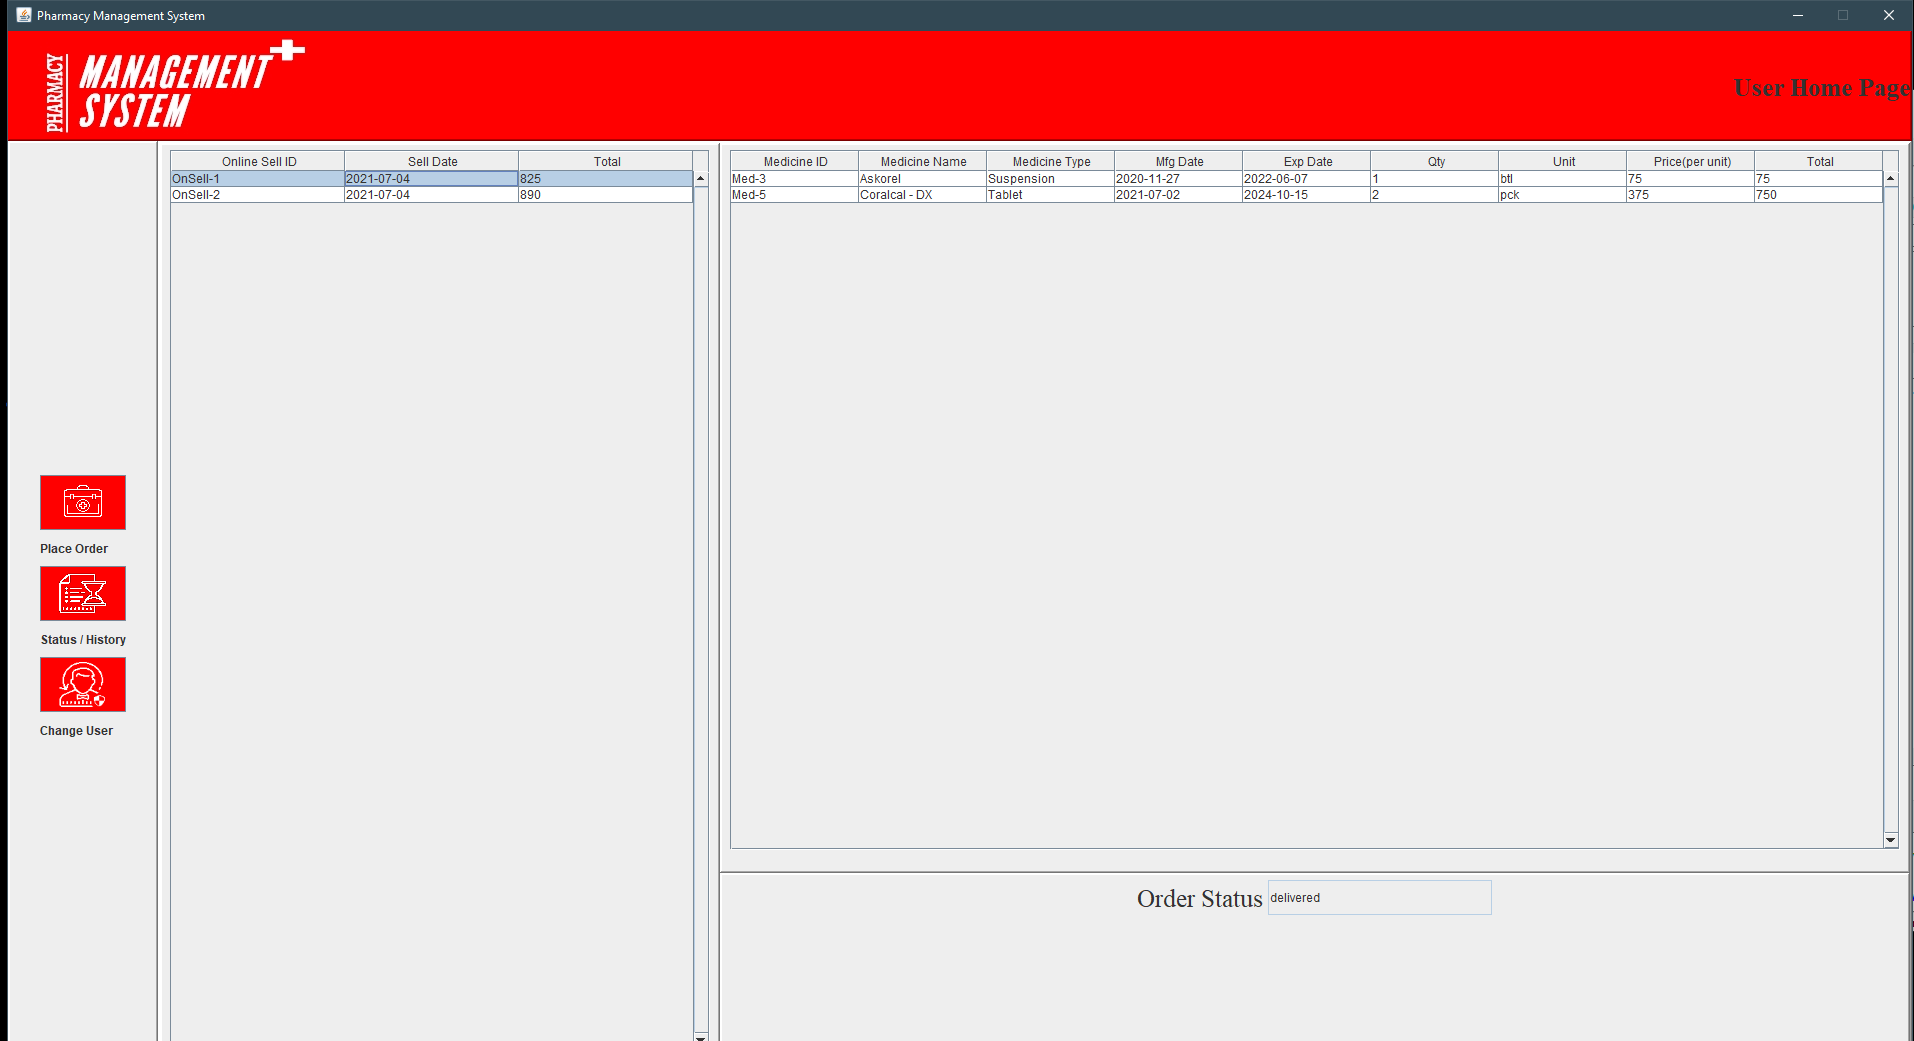 Pharmacy Management System
PHARMACY
MANAGEMENT
SYSTEM
User Home Page
Online Sell ID Sell Date Total
OnSell-1 2021-07-04 825
OnSell-2 2021-07-04 890
Medicine ID Medicine Name Medicine Type Mfg Date Exp Date Qty Unit Price(per unit) Total
Med-3 Askorel Suspension 2020-11-27 2022-06-07 1 btl 75 75
Med-5 Coralcal - DX Tablet 2021-07-02 2024-10-15 2 pck 375 750
Place Order
Status / History
Change User
Order Status delivered